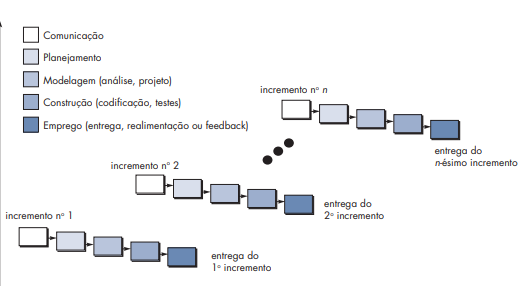 Comunicação
Planejamento
Modelagem (análise, projeto)
Construção (codificação, testes)
Emprego (entrega, realimentação ou feedback)
incremento nº n
entrega do
n-ésimo incremento
incremento nº 2
entrega do
2º incremento
incremento nº 1
entrega do
1º incremento